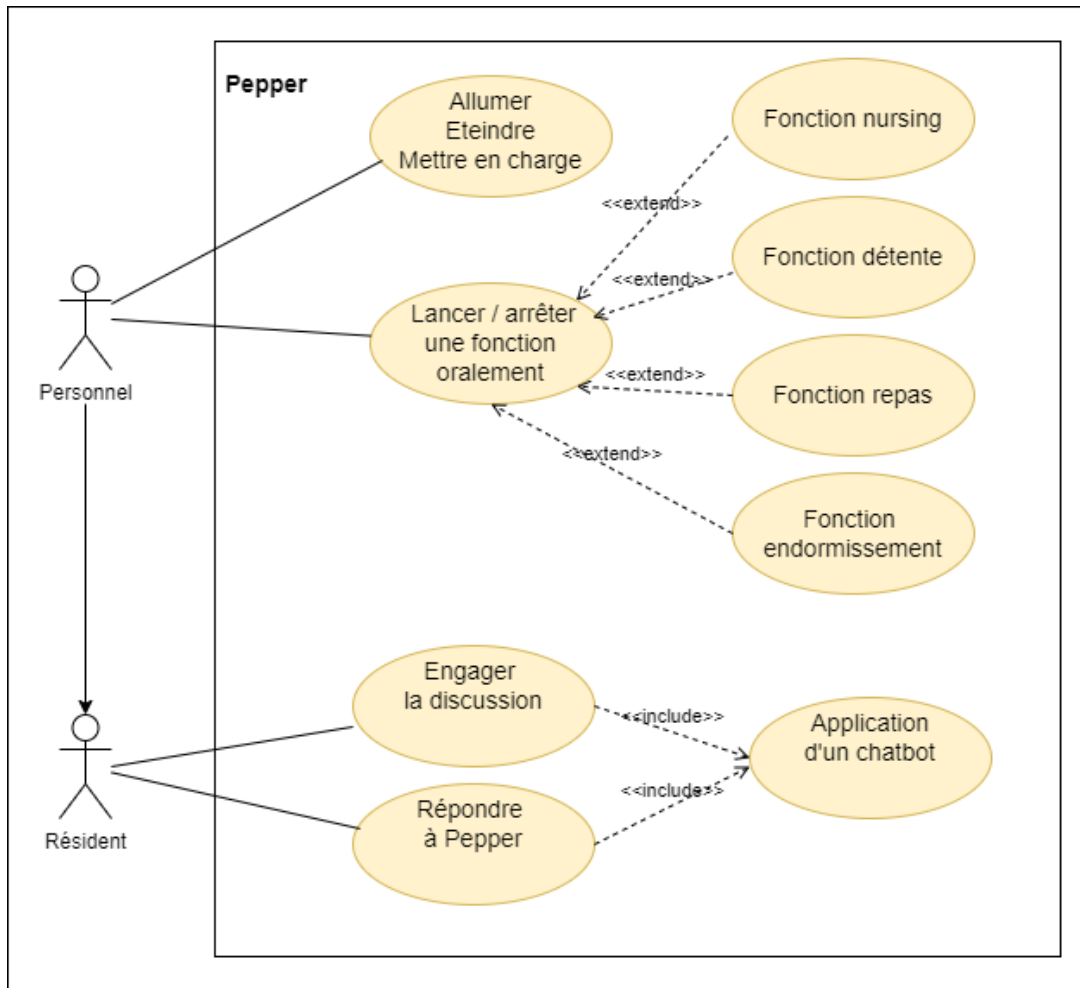 Pepper
Allumer
Eteindre
Mettre en charge
Fonction nursing
<<extend>>
Fonction détente
<<extend>>
Lancer / arrêter
une fonction
oralement
<<extend>>
Fonction repas
Personnel
<<extend>>
Fonction
endormissement
Engager
la discussion
<<include>>
Application
d'un chatbot
<<include>>
Répondre
à Pepper
Résident